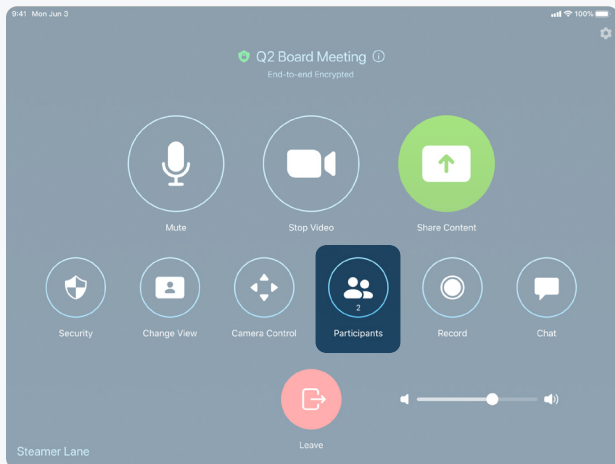 9:41 Mon Jun 3
100%
Q2 Board Meeting
End-to-end Encrypted
Mute
Stop Video
Share Content
2
Security
Change View
Camera Control
Participants
Record
Chat
Leave
Steamer Lane